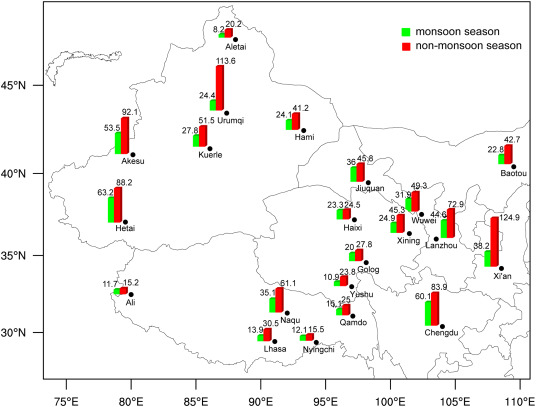 8.2 20.2
Aletai
monsoon season
non-monsoon season
45°N
113.6
24.4
Urumqi
92.1
53.5
Akesu
51.5
27.8
Kuerle
41.2
24.1
Hami
42.7
22.8
Baotou
40°N
88.2
63.2
Hetai
45.8
36
Jiuquan
49.3
31.9
Wuwei
23.3 24.5
Haixi
45.3
24.9
Xining
72.9
44.6
Lanzhou
124.9
38.2
Xi'an
35°N
27.8
20
Golog
11.7 15.2
Ali
23.8
10.9
Yushu
61.1
35.1
Naqu
25
15.1
Qamdo
83.9
60.1
Chengdu
30°N
30.5
13.9
Lhasa
12.1 15.5
Nyingchi
75°E 80°E 85°E 90°E 95°E 100°E 105°E 110°E